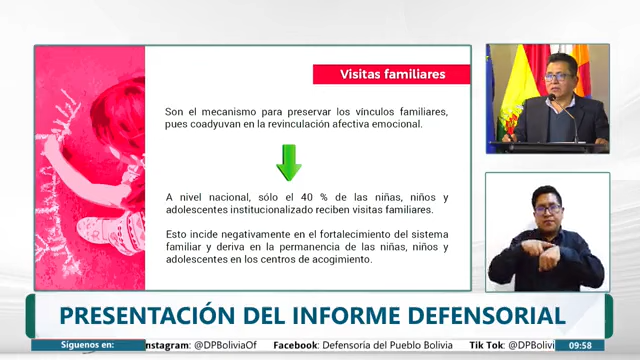 Visitas familiares
Son el mecanismo para preservar los vínculos familiares,
pues coadyuvan en la revinculación afectiva emocional.
A nivel nacional, sólo el 40 % de las niñas, niños y
adolescentes institucionalizado reciben visitas familiares.
Esto incide negativamente en el fortalecimiento del sistema
familiar y deriva en la permanencia de las niñas, niños y
adolescentes en los centros de acogimiento.
PRESENTACIÓN DEL INFORME DEFENSORIAL
Síguenos en: nstagram: @DPBoliviaOf Facebook: Defensoría del Pueblo Bolivia Tik Tok: @DPBolivi 09:58